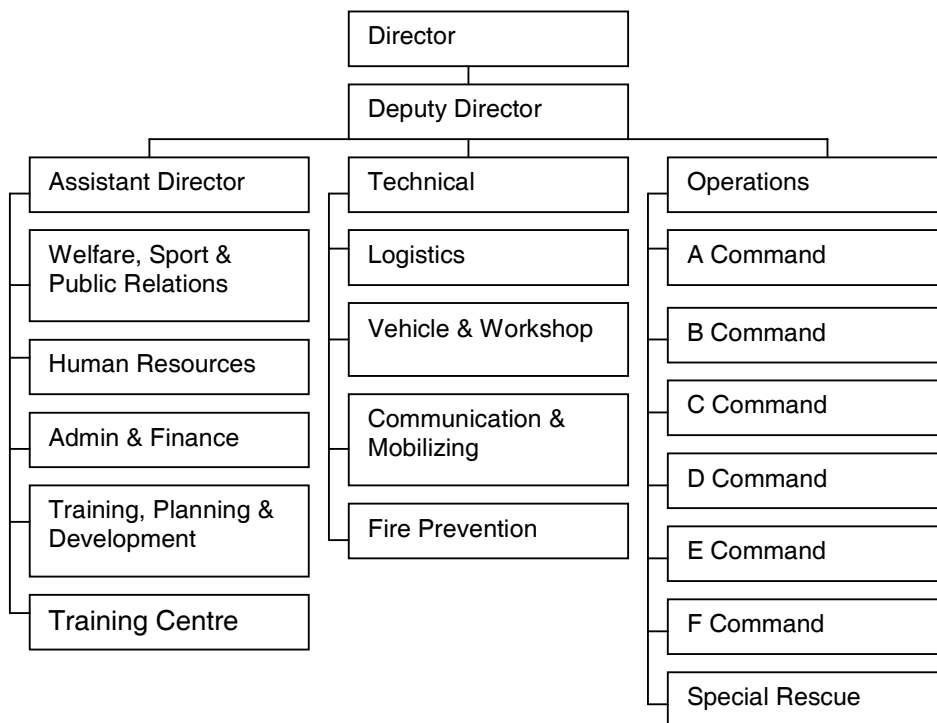 Director
Deputy Director
Assistant Director
Welfare, Sport &
Public Relations
Human Resources
Admin & Finance
Training, Planning &
Development
Training Centre
Technical
Logistics
Vehicle & Workshop
Communication &
Mobilizing
Fire Prevention
Operations
A Command
B Command
C Command
D Command
E Command
F Command
Special Rescue